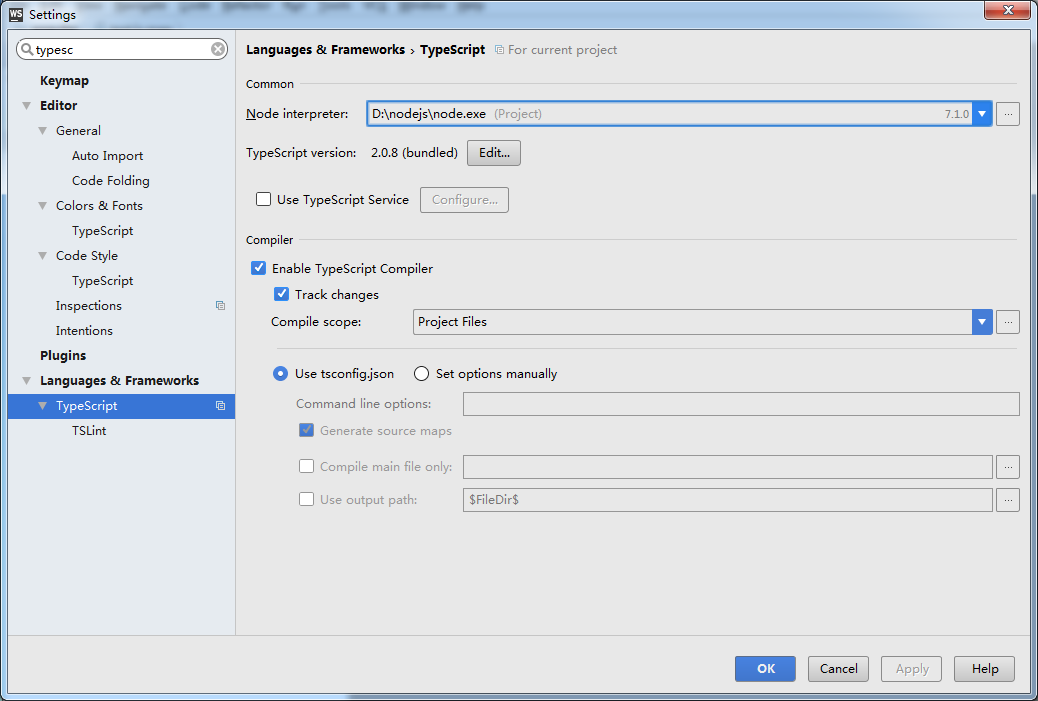 WS Settings
typesc
Keymap
Editor
General
Auto Import
Code Folding
Colors & Fonts
TypeScript
Code Style
TypeScript
Inspections
Intentions
Plugins
Languages & Frameworks
TypeScript
TSLint
Languages & Frameworks › TypeScript For current project
Common
Node interpreter: D:\nodejs\node.exe (Project) 7.1.0 ...
TypeScript version: 2.0.8 (bundled) Edit...
Use TypeScript Service Configure...
Compiler
Enable TypeScript Compiler
Track changes
Compile scope: Project Files ...
Use tsconfig.json Set options manually
Command line options:
Generate source maps
Compile main file only: ...
Use output path: $FileDir$ ...
OK Cancel Apply Help